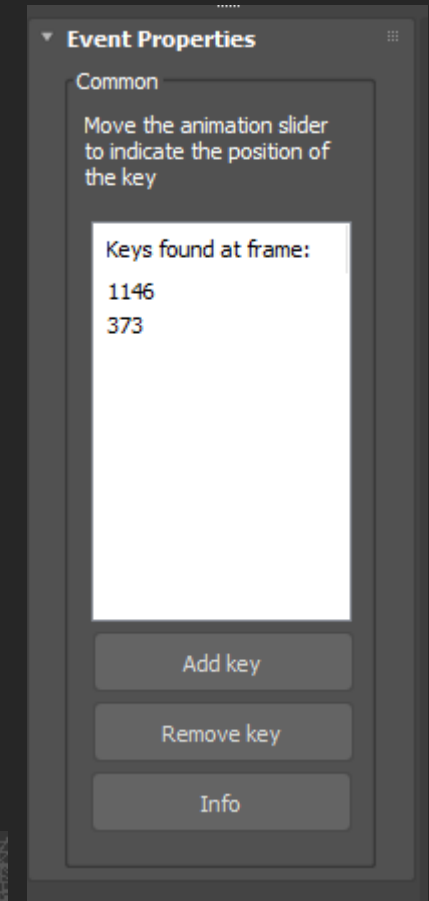 Event Properties
Common
Move the animation slider
to indicate the position of
the key
Keys found at frame:
1146
373
Add key
Remove key
Info